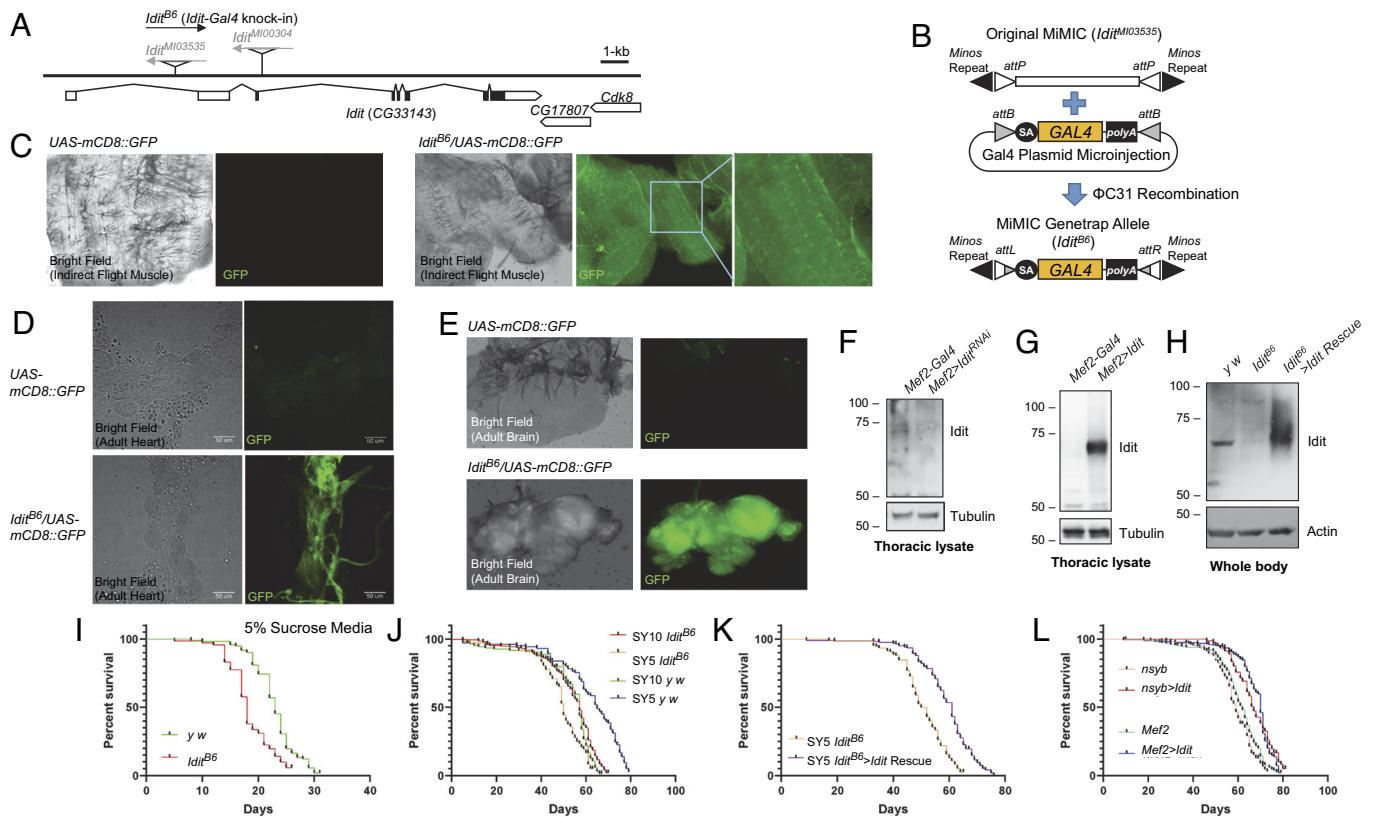 A
Idit^B6 (Idit-Gal4 knock-in)
Idit^MI03535
Idit^MI00304
1-kb
Idit (CG33143)
CG17807
Cdk8
B
Original MiMIC (Idit^MI03535)
Minos Repeat
attP
attP
Minos Repeat
attB
attB
SA
GAL4
polyA
Gal4 Plasmid Microinjection
ΦC31 Recombination
MiMIC Genetrap Allele
(Idit^B6)
Minos Repeat
attL
attR
Minos Repeat
SA
GAL4
polyA
C
UAS-mCD8::GFP
Bright Field
(Indirect Flight Muscle)
GFP
Idit^B6/UAS-mCD8::GFP
Bright Field
(Indirect Flight Muscle)
GFP
D
UAS-
mCD8::GFP
Bright Field
(Adult Heart)
50 um
GFP
50 um
Idit^B6/UAS-
mCD8::GFP
Bright Field
(Adult Heart)
50 um
GFP
50 um
E
UAS-mCD8::GFP
Bright Field
(Adult Brain)
GFP
Idit^B6/UAS-mCD8::GFP
Bright Field
(Adult Brain)
GFP
F
Mef2-Gal4
Mef2>Idit^RNAi
100
75
50
50
Idit
Tubulin
Thoracic lysate
G
Mef2-Gal4
Mef2>Idit
100
75
50
50
Idit
Tubulin
Thoracic lysate
H
y w
Idit^B6
Idit^B6
>Idit Rescue
100
75
50
50
Idit
Actin
Whole body
I
5% Sucrose Media
Percent survival
100
50
0
y w
Idit^B6
0 10 20 30 40
Days
J
Percent survival
100
50
0
SY10 Idit^B6
SY5 Idit^B6
SY10 y w
SY5 y w
0 20 40 60 80 100
Days
K
Percent survival
100
50
0
SY5 Idit^B6
SY5 Idit^B6>Idit Rescue
0 20 40 60 80
Days
L
Percent survival
100
50
0
nsyb
nsyb>Idit
Mef2
Mef2>Idit
0 20 40 60 80 100
Days